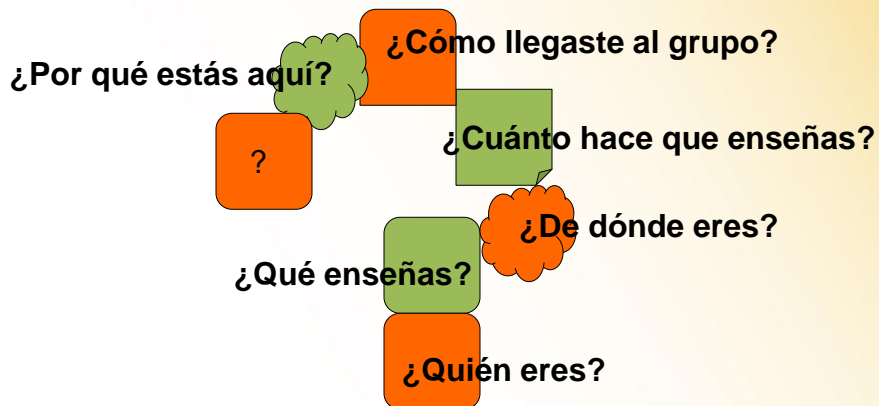 ¿Cómo llegaste al grupo?
¿Por qué estás aquí?
¿Cuánto hace que enseñas?
?
¿De dónde eres?
¿Qué enseñas?
¿Quién eres?